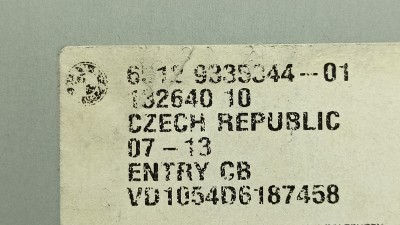 6512 9339344-01
132640 10
CZECH REPUBLIC
07-13
ENTRY CB
VD1054D6187458